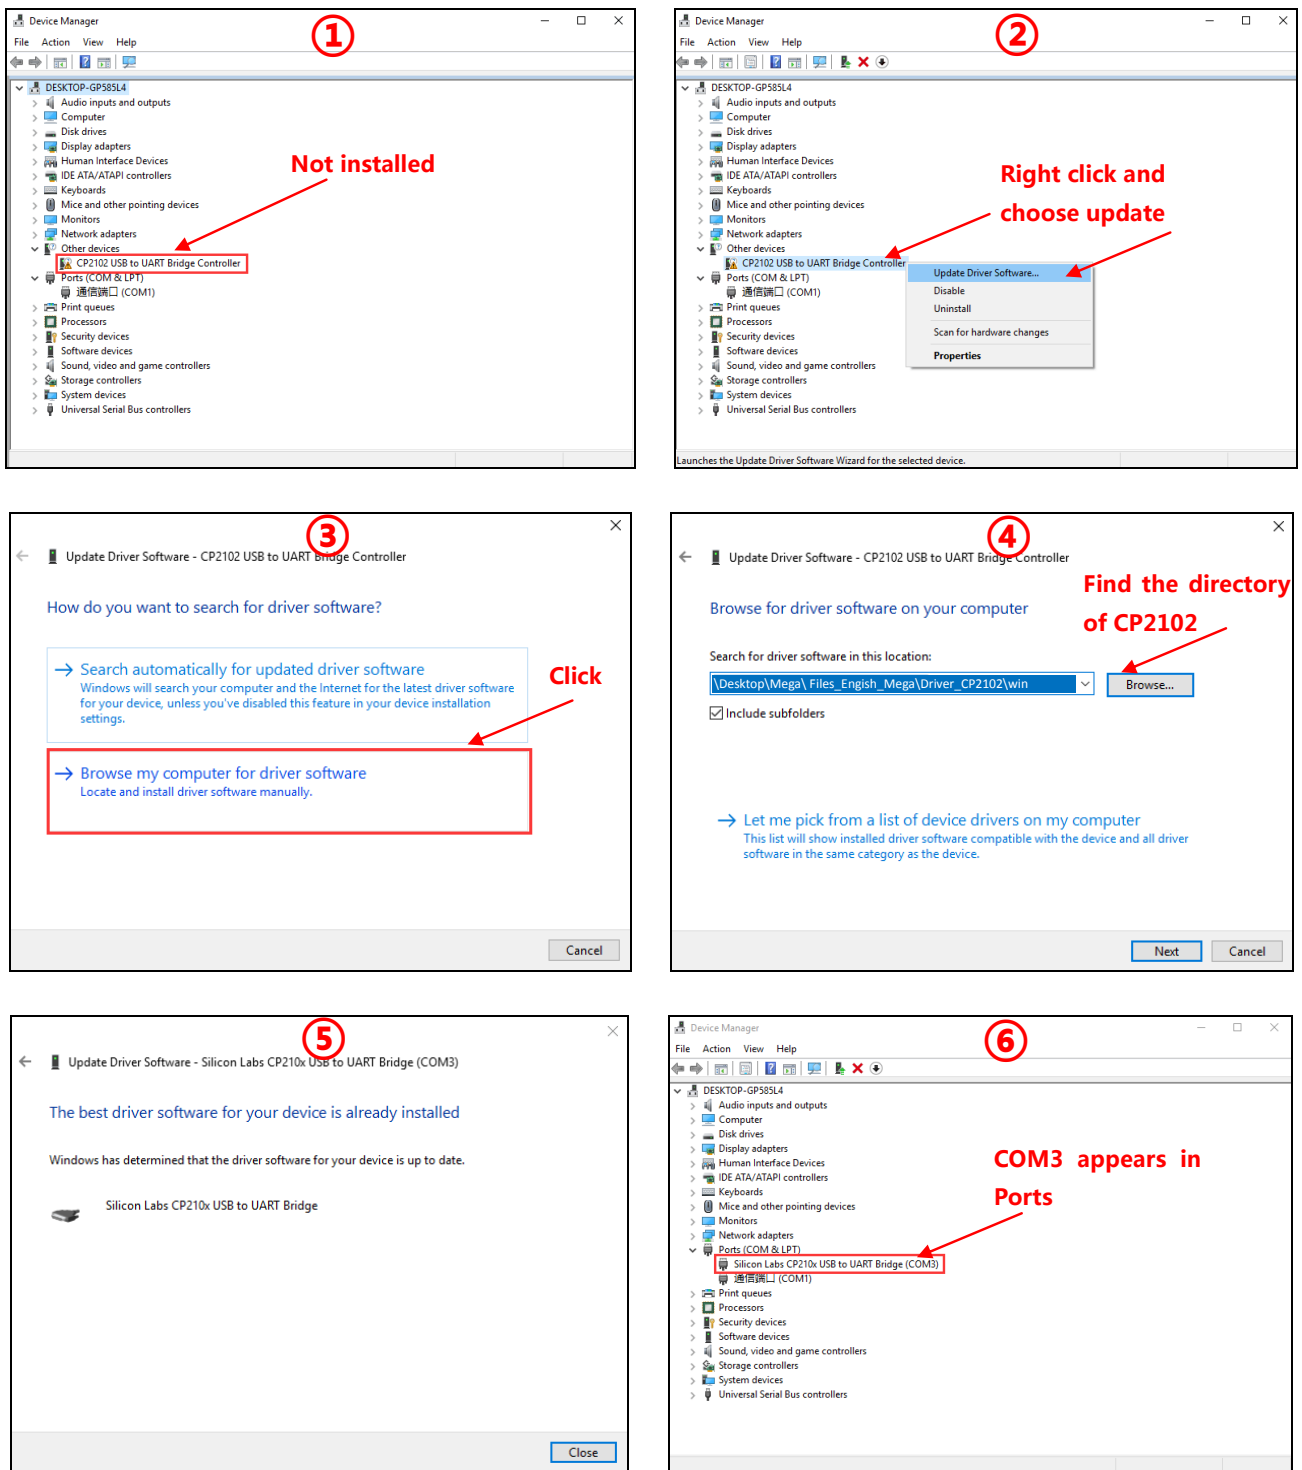 Device Manager
①
File Action View Help
DESKTOP-GP585L4
Audio inputs and outputs
Computer
Disk drives
Display adapters
Human Interface Devices
IDE ATA/ATAPI controllers
Keyboards
Mice and other pointing devices
Monitors
Network adapters
Other devices
CP2102 USB to UART Bridge Controller
Ports (COM & LPT)
通信端口 (COM1)
Print queues
Processors
Security devices
Software devices
Sound, video and game controllers
Storage controllers
System devices
Universal Serial Bus controllers
Not installed
Device Manager
②
File Action View Help
DESKTOP-GP585L4
Audio inputs and outputs
Computer
Disk drives
Display adapters
Human Interface Devices
IDE ATA/ATAPI controllers
Keyboards
Mice and other pointing devices
Monitors
Network adapters
Other devices
CP2102 USB to UART Bridge Controller
Ports (COM & LPT)
通信端口 (COM1)
Print queues
Processors
Security devices
Software devices
Sound, video and game controllers
Storage controllers
System devices
Universal Serial Bus controllers
Right click and
choose update
Update Driver Software...
Disable
Uninstall
Scan for hardware changes
Properties
Launches the Update Driver Software Wizard for the selected device.
③
Update Driver Software - CP2102 USB to UART Bridge Controller
How do you want to search for driver software?
Search automatically for updated driver software
Windows will search your computer and the Internet for the latest driver software
for your device, unless you've disabled this feature in your device installation
settings.
Click
Browse my computer for driver software
Locate and install driver software manually.
Cancel
④
Update Driver Software - CP2102 USB to UART Bridge Controller
Find the directory
of CP2102
Browse for driver software on your computer
Search for driver software in this location:
\Desktop\Mega\ Files_Engish_Mega\Driver_CP2102\win
Browse...
Include subfolders
Let me pick from a list of device drivers on my computer
This list will show installed driver software compatible with the device and all driver
software in the same category as the device.
Next Cancel
⑤
Update Driver Software - Silicon Labs CP210x USB to UART Bridge (COM3)
The best driver software for your device is already installed
Windows has determined that the driver software for your device is up to date.
Silicon Labs CP210x USB to UART Bridge
Close
Device Manager
⑥
File Action View Help
DESKTOP-GP585L4
Audio inputs and outputs
Computer
Disk drives
Display adapters
Human Interface Devices
IDE ATA/ATAPI controllers
Keyboards
Mice and other pointing devices
Monitors
Network adapters
Ports (COM & LPT)
Silicon Labs CP210x USB to UART Bridge (COM3)
通信端口 (COM1)
Print queues
Processors
Security devices
Software devices
Sound, video and game controllers
Storage controllers
System devices
Universal Serial Bus controllers
COM3 appears in
Ports